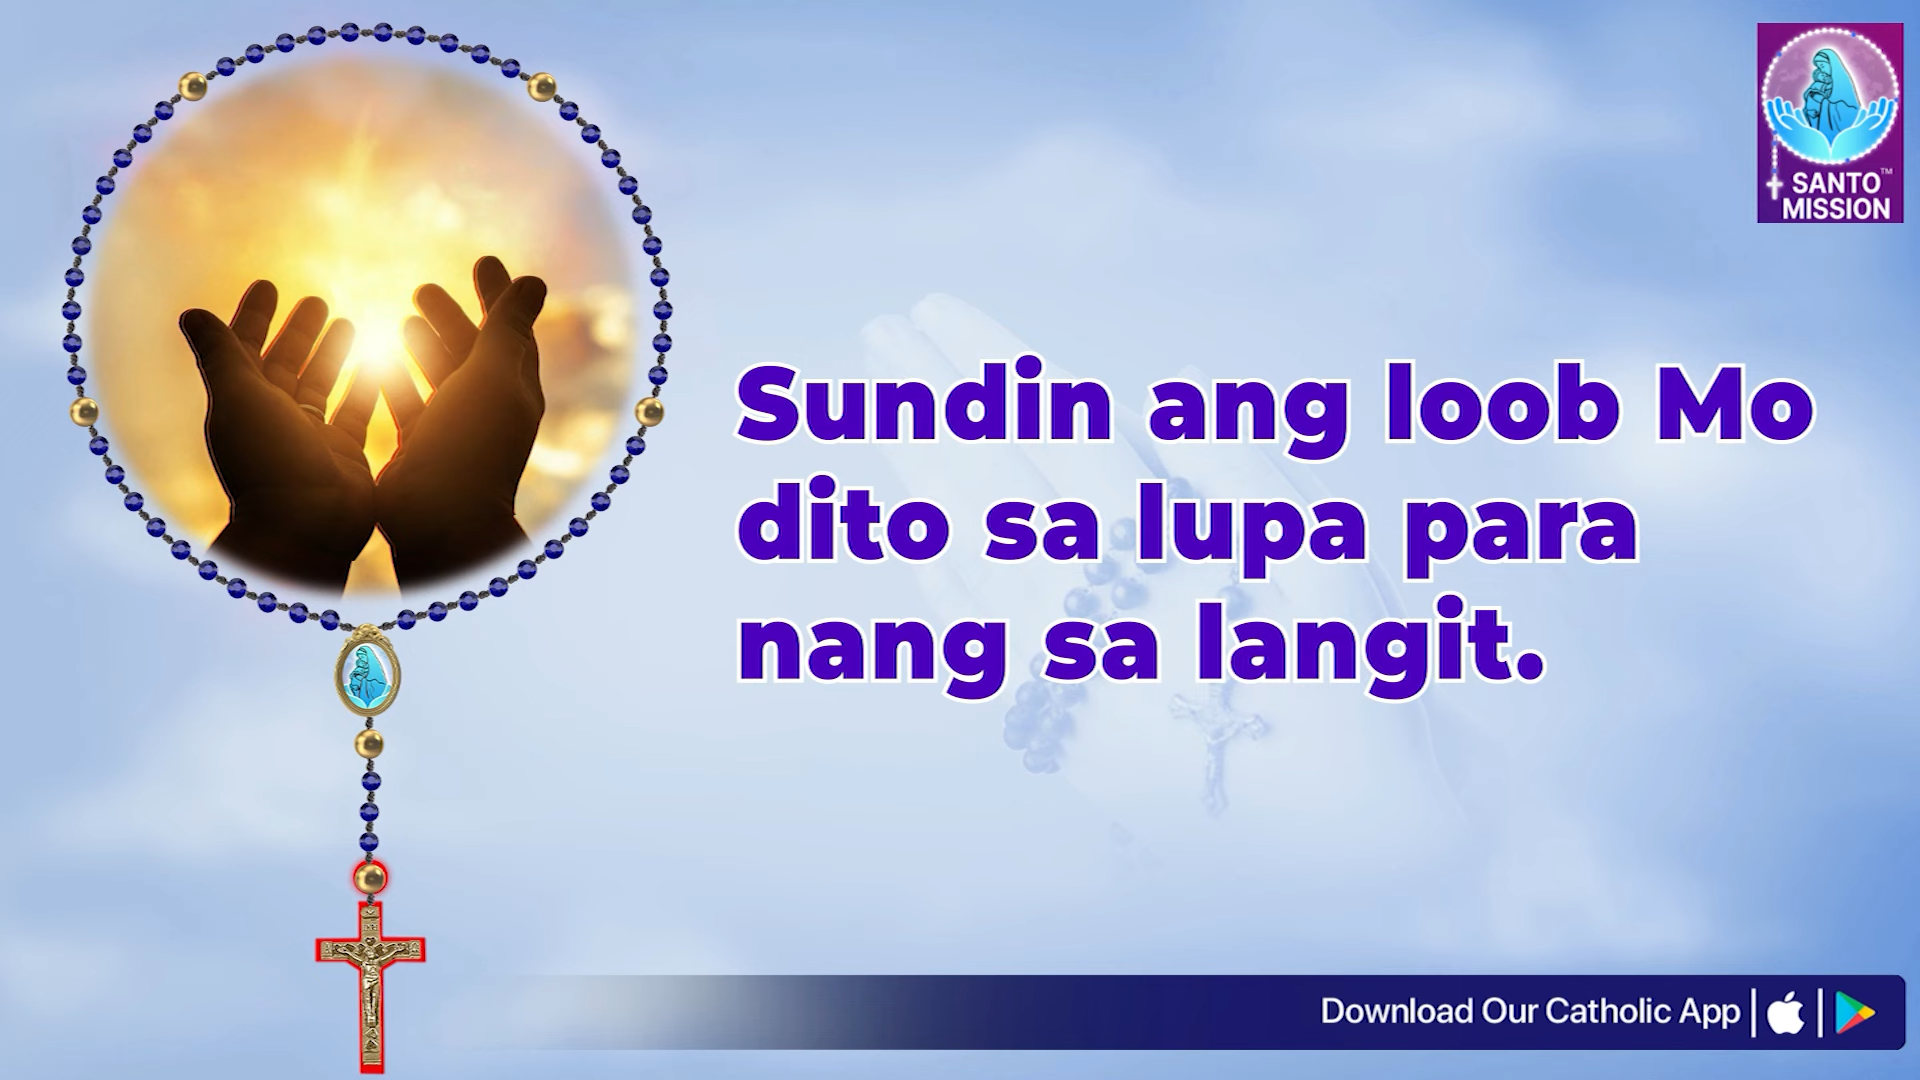 SANTO™
MISSION
Sundin ang loob Mo
dito sa lupa para
nang sa langit.
Download Our Catholic App